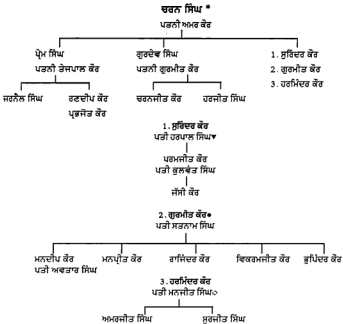 ਚਰਨ ਸਿੰਘ *
ਪਤਨੀ ਅਮਰ ਕੌਰ
ਪ੍ਰੇਮ ਸਿੰਘ ਗੁਰਦੇਵ ਸਿੰਘ 1. ਸੁਰਿੰਦਰ ਕੌਰ
ਪਤਨੀ ਤੇਜਪਾਲ ਕੌਰ ਪਤਨੀ ਗੁਰਮੀਤ ਕੌਰ 2. ਗੁਰਮੀਤ ਕੌਰ
3. ਹਰਮਿੰਦਰ ਕੌਰ
ਜਰਨੈਲ ਸਿੰਘ ਰਣਦੀਪ ਕੌਰ ਚਰਨਜੀਤ ਕੌਰ ਹਰਜੀਤ ਸਿੰਘ
ਪ੍ਰਭਜੋਤ ਕੌਰ
1. ਸੁਰਿੰਦਰ ਕੌਰ
ਪਤੀ ਹਰਪਾਲ ਸਿੰਘ▾
ਪਰਮਜੀਤ ਕੌਰ
ਪਤੀ ਕੁਲਵੰਤ ਸਿੰਘ
ਜੱਸੀ ਕੌਰ
2. ਗੁਰਮੀਤ ਕੌਰ●
ਪਤੀ ਸਤਨਾਮ ਸਿੰਘ
ਮਨਦੀਪ ਕੌਰ ਮਨਪ੍ਰੀਤ ਕੌਰ ਰਾਜਿੰਦਰ ਕੌਰ ਵਿਕਰਮਜੀਤ ਕੌਰ ਭੁਪਿੰਦਰ ਕੌਰ
ਪਤੀ ਅਵਤਾਰ ਸਿੰਘ
3. ਹਰਮਿੰਦਰ ਕੌਰ
ਪਤੀ ਮਨਜੀਤ ਸਿੰਘ◇
ਅਮਰਜੀਤ ਸਿੰਘ ਸੁਰਜੀਤ ਸਿੰਘ